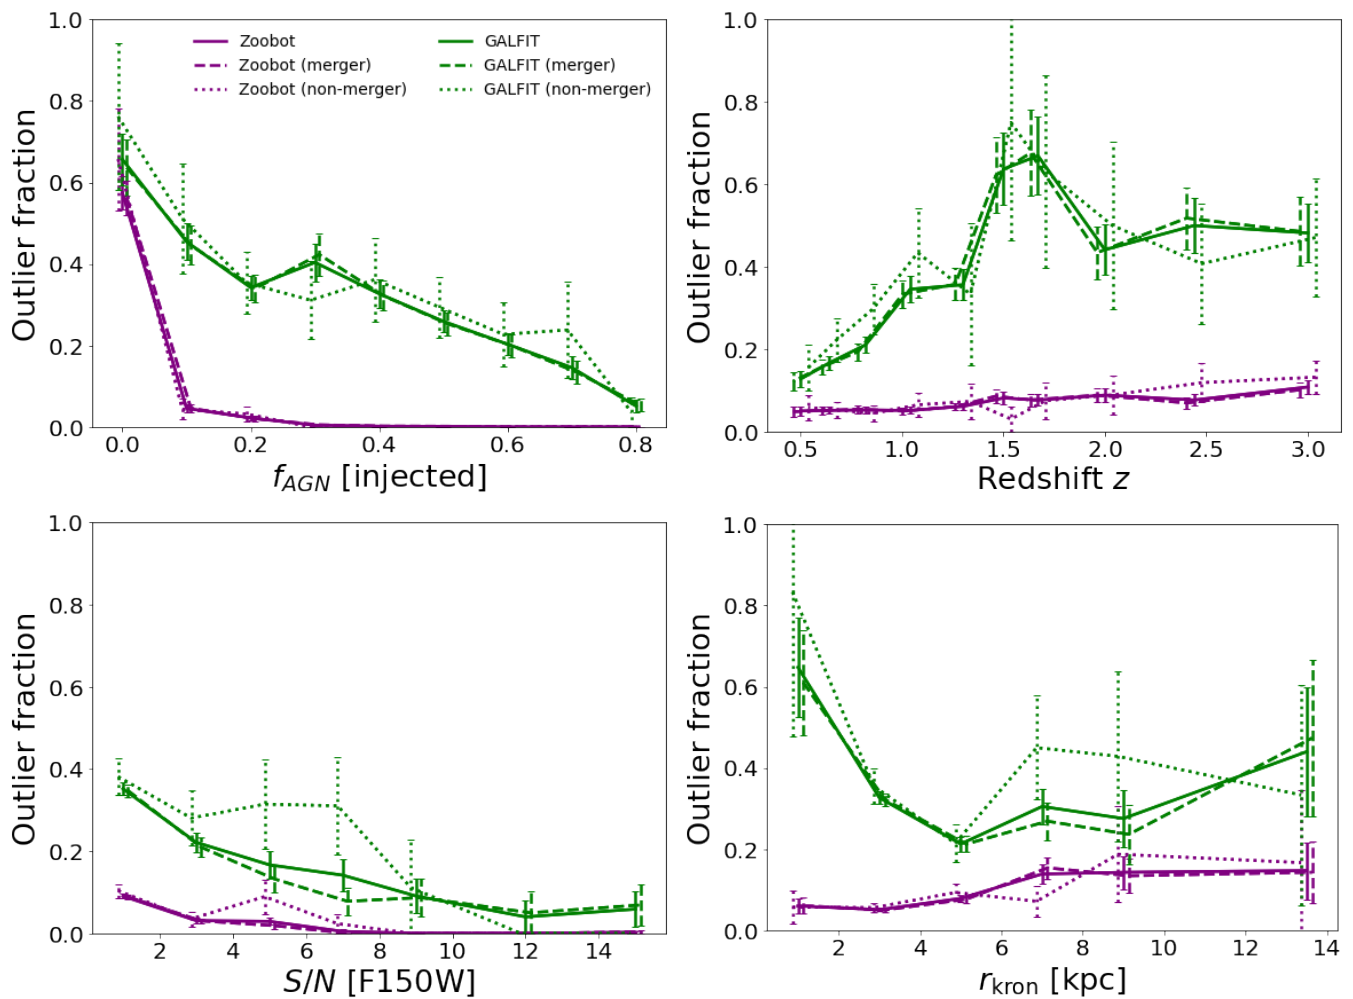 1.0
0.8
0.6
0.4
0.2
0.0
Outlier fraction
Zoobot
Zoobot (merger)
Zoobot (non-merger)
GALFIT
GALFIT (merger)
GALFIT (non-merger)
0.0 0.2 0.4 0.6 0.8
f_AGN [injected]
1.0
0.8
0.6
0.4
0.2
0.0
Outlier fraction
0.5 1.0 1.5 2.0 2.5 3.0
Redshift z
1.0
0.8
0.6
0.4
0.2
0.0
Outlier fraction
2 4 6 8 10 12 14
S/N [F150W]
1.0
0.8
0.6
0.4
0.2
0.0
Outlier fraction
2 4 6 8 10 12 14
r_kron [kpc]